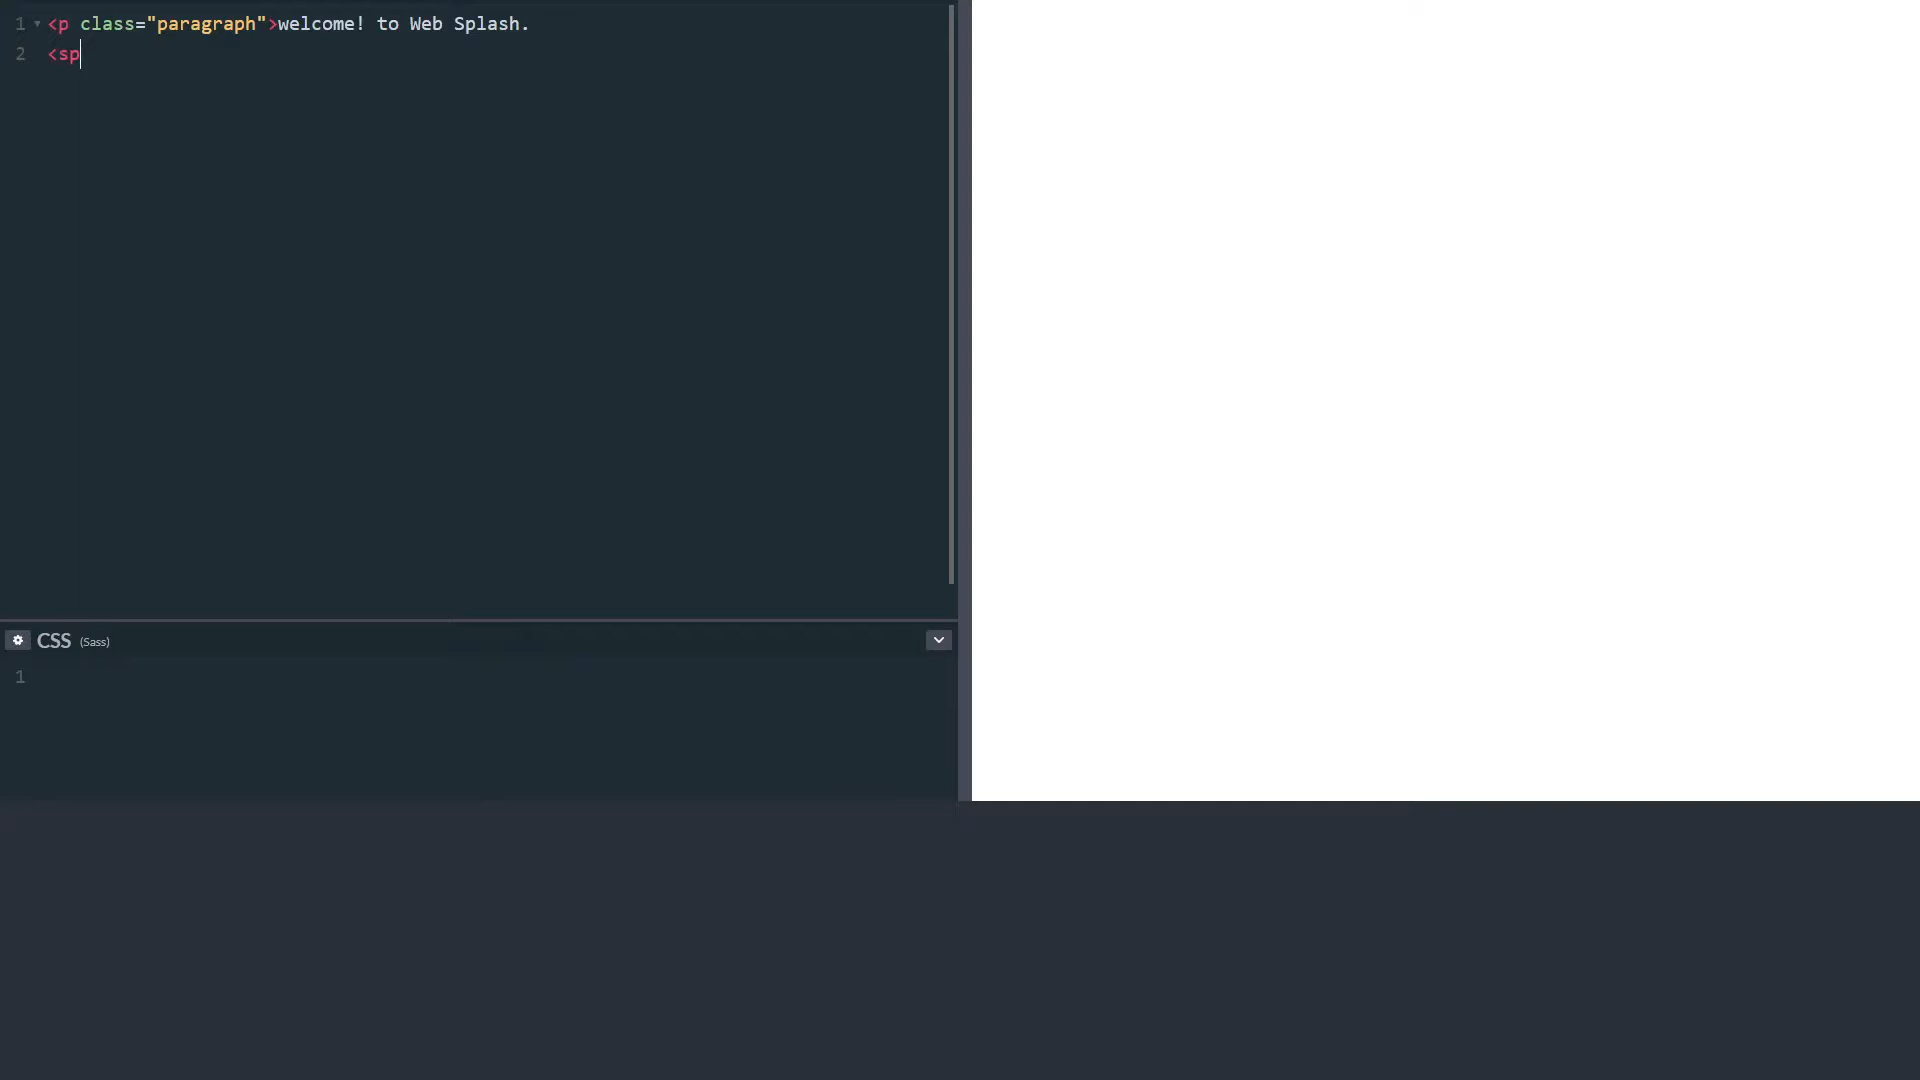 1 <p class="paragraph">welcome! to Web Splash.
2 <sp
CSS (Sass)
1